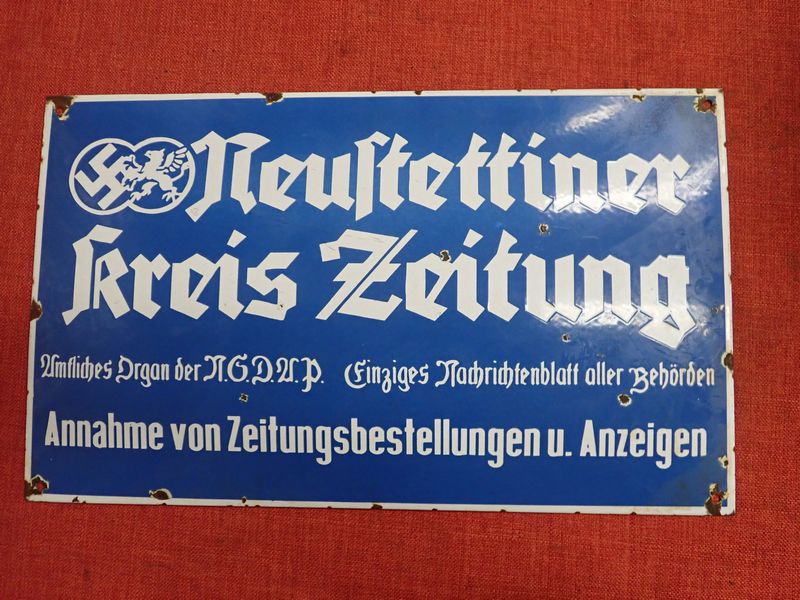 Neustettiner
Kreis Zeitung
Amtliches Organ der N.S.D.A.P. Einziges Nachrichtenblatt aller Behörden
Annahme von Zeitungsbestellungen u. Anzeigen